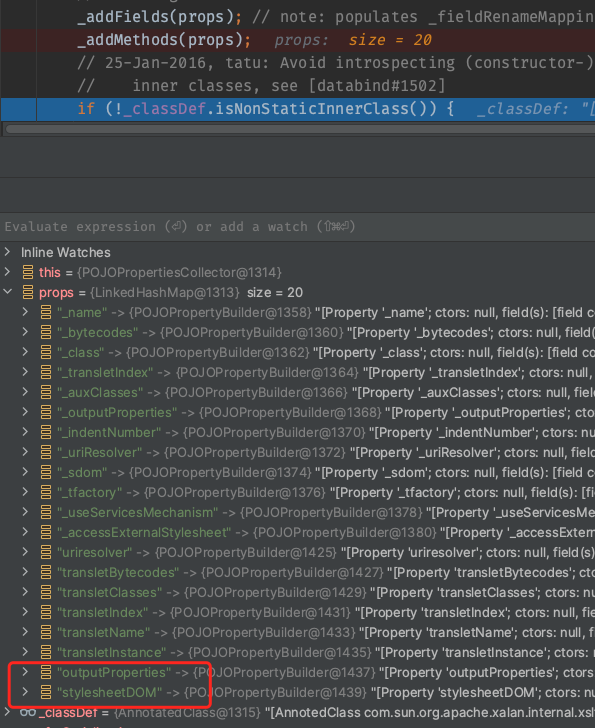 _addFields(props); // note: populates _fieldRenameMappin
_addMethods(props); props: size = 20
// 25-Jan-2016, tatu: Avoid introspecting (constructor-)
// inner classes, see [databind#1502]
if (!_classDef.isNonStaticInnerClass()) { _classDef: "[
Evaluate expression (⏎) or add a watch (⇧⌘⏎)
Inline Watches
this = {POJOPropertiesCollector@1314}
props = {LinkedHashMap@1313} size = 20
"_name" -> {POJOPropertyBuilder@1358} "[Property '_name'; ctors: null, field(s): [field co
"_bytecodes" -> {POJOPropertyBuilder@1360} "[Property '_bytecodes'; ctors: null, field(
"_class" -> {POJOPropertyBuilder@1362} "[Property '_class'; ctors: null, field(s): [field co
"_transletIndex" -> {POJOPropertyBuilder@1364} "[Property '_transletIndex'; ctors: null,
"_auxClasses" -> {POJOPropertyBuilder@1366} "[Property '_auxClasses'; ctors: null, fiel
"_outputProperties" -> {POJOPropertyBuilder@1368} "[Property '_outputProperties'; cto
"_indentNumber" -> {POJOPropertyBuilder@1370} "[Property '_indentNumber'; ctors: nu
"_uriResolver" -> {POJOPropertyBuilder@1372} "[Property '_uriResolver'; ctors: null, field
"_sdom" -> {POJOPropertyBuilder@1374} "[Property '_sdom'; ctors: null, field(s): [field c
"_tfactory" -> {POJOPropertyBuilder@1376} "[Property '_tfactory'; ctors: null, field(s): [fie
"_useServicesMechanism" -> {POJOPropertyBuilder@1378} "[Property '_useServicesMe
"_accessExternalStylesheet" -> {POJOPropertyBuilder@1380} "[Property '_accessExtern
"uriresolver" -> {POJOPropertyBuilder@1425} "[Property 'uriresolver'; ctors: null, field(s)
"transletBytecodes" -> {POJOPropertyBuilder@1427} "[Property 'transletBytecodes'; ct
"transletClasses" -> {POJOPropertyBuilder@1429} "[Property 'transletClasses'; ctors: nul
"transletIndex" -> {POJOPropertyBuilder@1431} "[Property 'transletIndex'; ctors: null, fie
"transletName" -> {POJOPropertyBuilder@1433} "[Property 'transletName'; ctors: null, fi
"transletInstance" -> {POJOPropertyBuilder@1435} "[Property 'transletInstance'; ctors: n
"outputProperties" -> {POJOPropertyBuilder@1437} "[Property 'outputProperties'; ctors:
"stylesheetDOM" -> {POJOPropertyBuilder@1439} "[Property 'stylesheetDOM'; ctors: nu
_classDef = {AnnotatedClass@1315} "[AnnotedClass com.sun.org.apache.xalan.internal.xsl